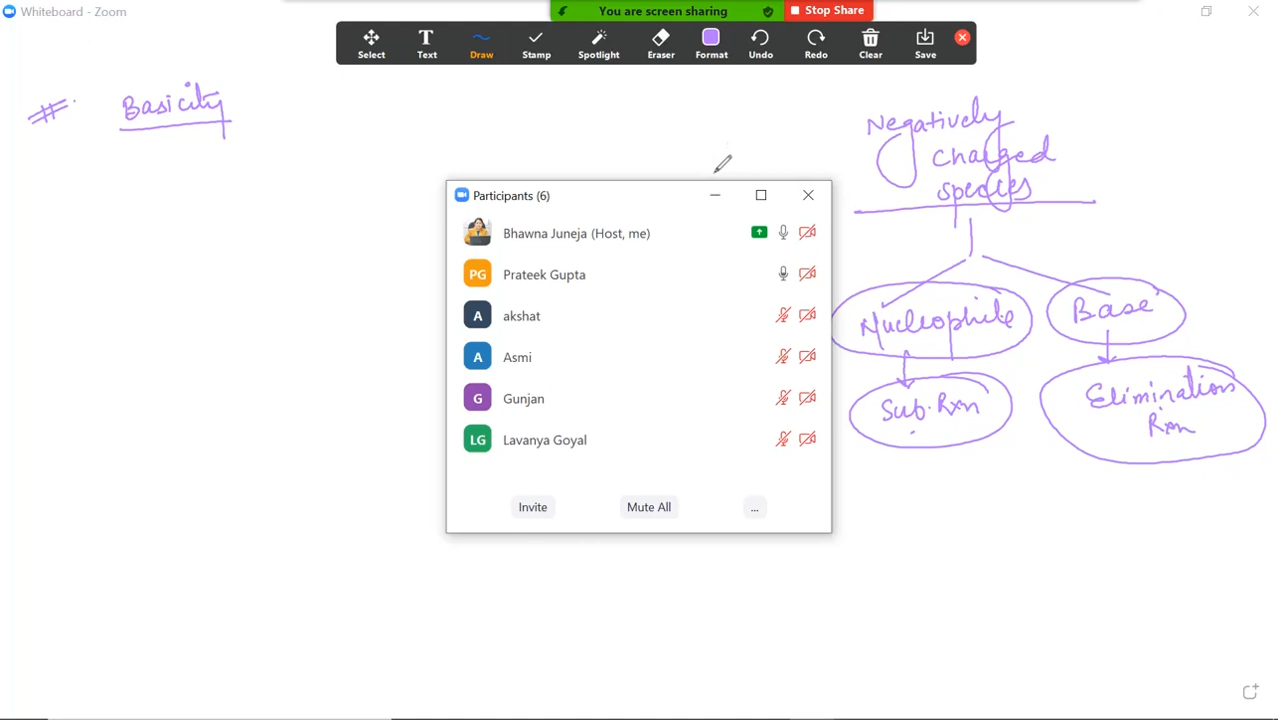 Whiteboard - Zoom
You are screen sharing
Stop Share
Select
Text
Draw
Stamp
Spotlight
Eraser
Format
Undo
Redo
Clear
Save
# Basicity
Negatively
charged
species
Nucleophile
Base
Sub. Rxn
Elimination
Rxn
Participants (6)
Bhawna Juneja (Host, me)
PG Prateek Gupta
A akshat
A Asmi
G Gunjan
LG Lavanya Goyal
Invite
Mute All
...